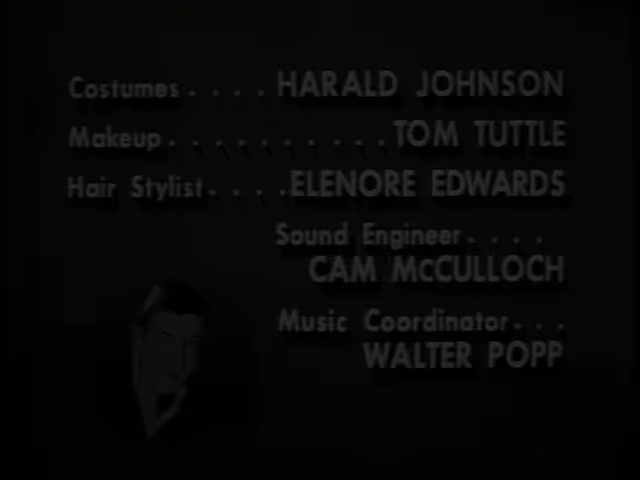 Costumes . . . . HARALD JOHNSON
Makeup . . . . . . . . . . TOM TUTTLE
Hair Stylist . . . . ELENORE EDWARDS
Sound Engineer . . . .
CAM McCULLOCH
Music Coordinator . . .
WALTER POPP